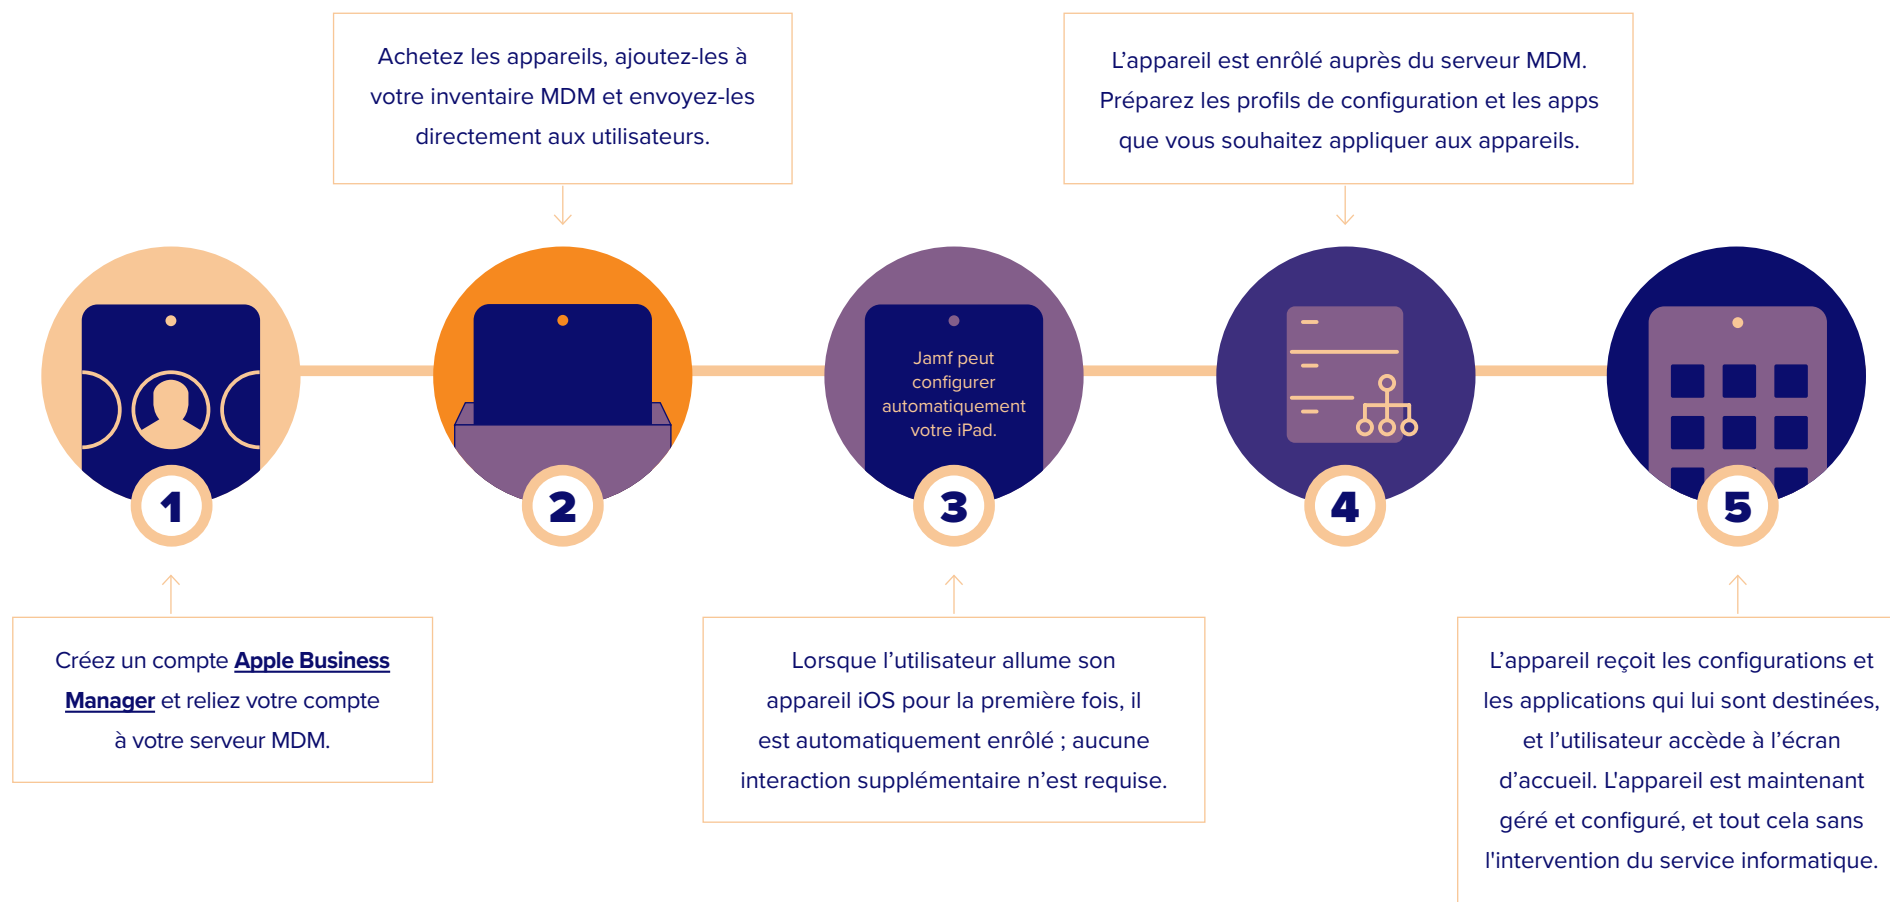 Achetez les appareils, ajoutez-les à
votre inventaire MDM et envoyez-les
directement aux utilisateurs.
L’appareil est enrôlé auprès du serveur MDM.
Préparez les profils de configuration et les apps
que vous souhaitez appliquer aux appareils.
Jamf peut
configurer
automatiquement
votre iPad.
1
2
3
4
5
Créez un compte Apple Business
Manager et reliez votre compte
à votre serveur MDM.
Lorsque l’utilisateur allume son
appareil iOS pour la première fois, il
est automatiquement enrôlé ; aucune
interaction supplémentaire n’est requise.
L’appareil reçoit les configurations et
les applications qui lui sont destinées,
et l’utilisateur accède à l’écran
d’accueil. L'appareil est maintenant
géré et configuré, et tout cela sans
l'intervention du service informatique.